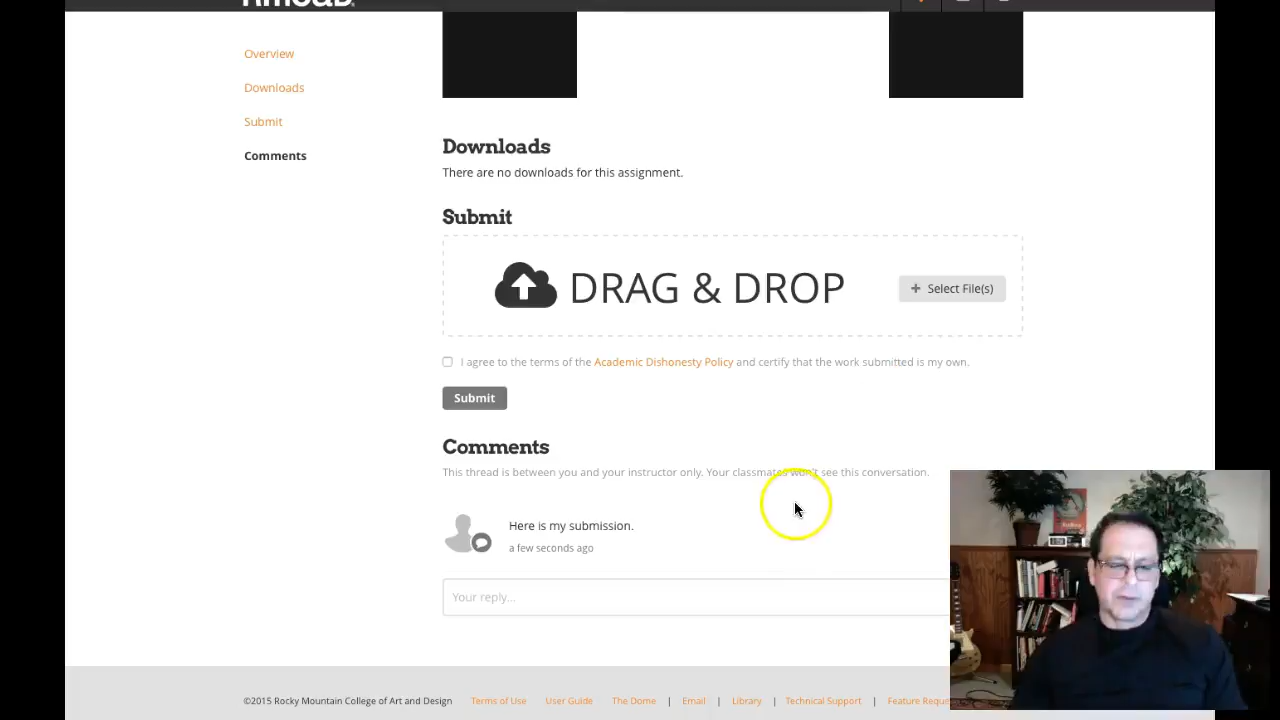 Overview
Downloads
Submit
Comments
Downloads
There are no downloads for this assignment.
Submit
DRAG & DROP
+ Select File(s)
I agree to the terms of the Academic Dishonesty Policy and certify that the work submitted is my own.
Submit
Comments
This thread is between you and your instructor only. Your classmates won't see this conversation.
Here is my submission.
a few seconds ago
Your reply...
©2015 Rocky Mountain College of Art and Design
Terms of Use
User Guide
The Dome
|
Email
|
Library
|
Technical Support
|
Feature